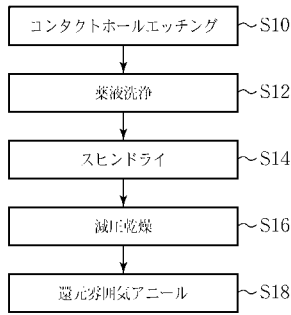 コンタクトホールエッチング ~S10
薬液洗浄 ~S12
スピンドライ ~S14
減圧乾燥 ~S16
還元雰囲気アニール ~S18